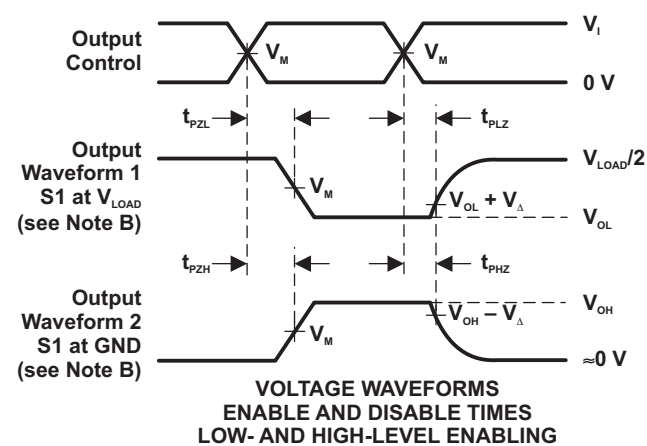 Output
Control
V_M
V_M
V_I
0 V
t_PZL
t_PLZ
Output
Waveform 1
S1 at V_LOAD
(see Note B)
V_M
V_OL + V_Δ
V_LOAD/2
V_OL
t_PZH
t_PHZ
Output
Waveform 2
S1 at GND
(see Note B)
V_M
V_OH – V_Δ
V_OH
≈0 V
VOLTAGE WAVEFORMS
ENABLE AND DISABLE TIMES
LOW- AND HIGH-LEVEL ENABLING